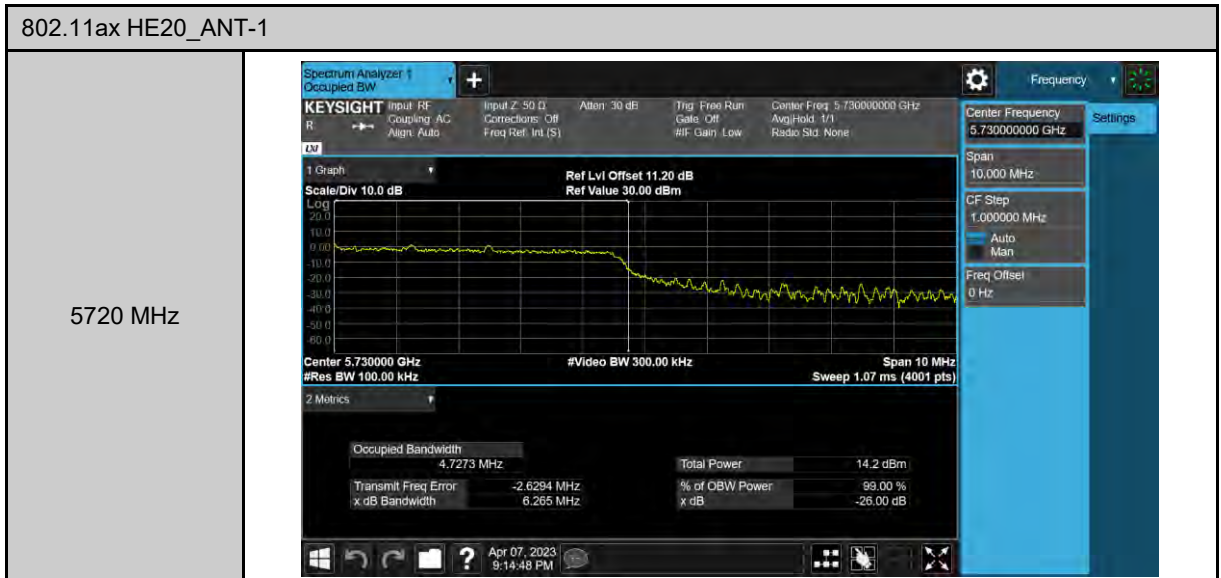 802.11ax HE20_ANT-1
5720 MHz
Spectrum Analyzer 1
Occupied BW
Frequency
KEYSIGHT
R
LXI
Input: RF
Coupling: AC
Align: Auto
Input Z: 50 Ω
Corrections: Off
Freq Ref: Int (S)
Atten: 30 dB
Trig: Free Run
Gate: Off
#IF Gain: Low
Center Freq: 5.730000000 GHz
Avg|Hold: 1/1
Radio Std: None
Center Frequency
5.730000000 GHz
Settings
Span
10.000 MHz
CF Step
1.000000 MHz
Auto
Man
Freq Offset
0 Hz
1 Graph
Scale/Div 10.0 dB
Ref Lvl Offset 11.20 dB
Ref Value 30.00 dBm
Log
20.0
10.0
0.00
-10.0
-20.0
-30.0
-40.0
-50.0
-60.0
Center 5.730000 GHz
#Res BW 100.00 kHz
#Video BW 300.00 kHz
Span 10 MHz
Sweep 1.07 ms (4001 pts)
2 Metrics
Occupied Bandwidth
4.7273 MHz
Total Power 14.2 dBm
Transmit Freq Error -2.6294 MHz
% of OBW Power 99.00 %
x dB Bandwidth 6.265 MHz
x dB -26.00 dB
?
Apr 07, 2023
9:14:48 PM